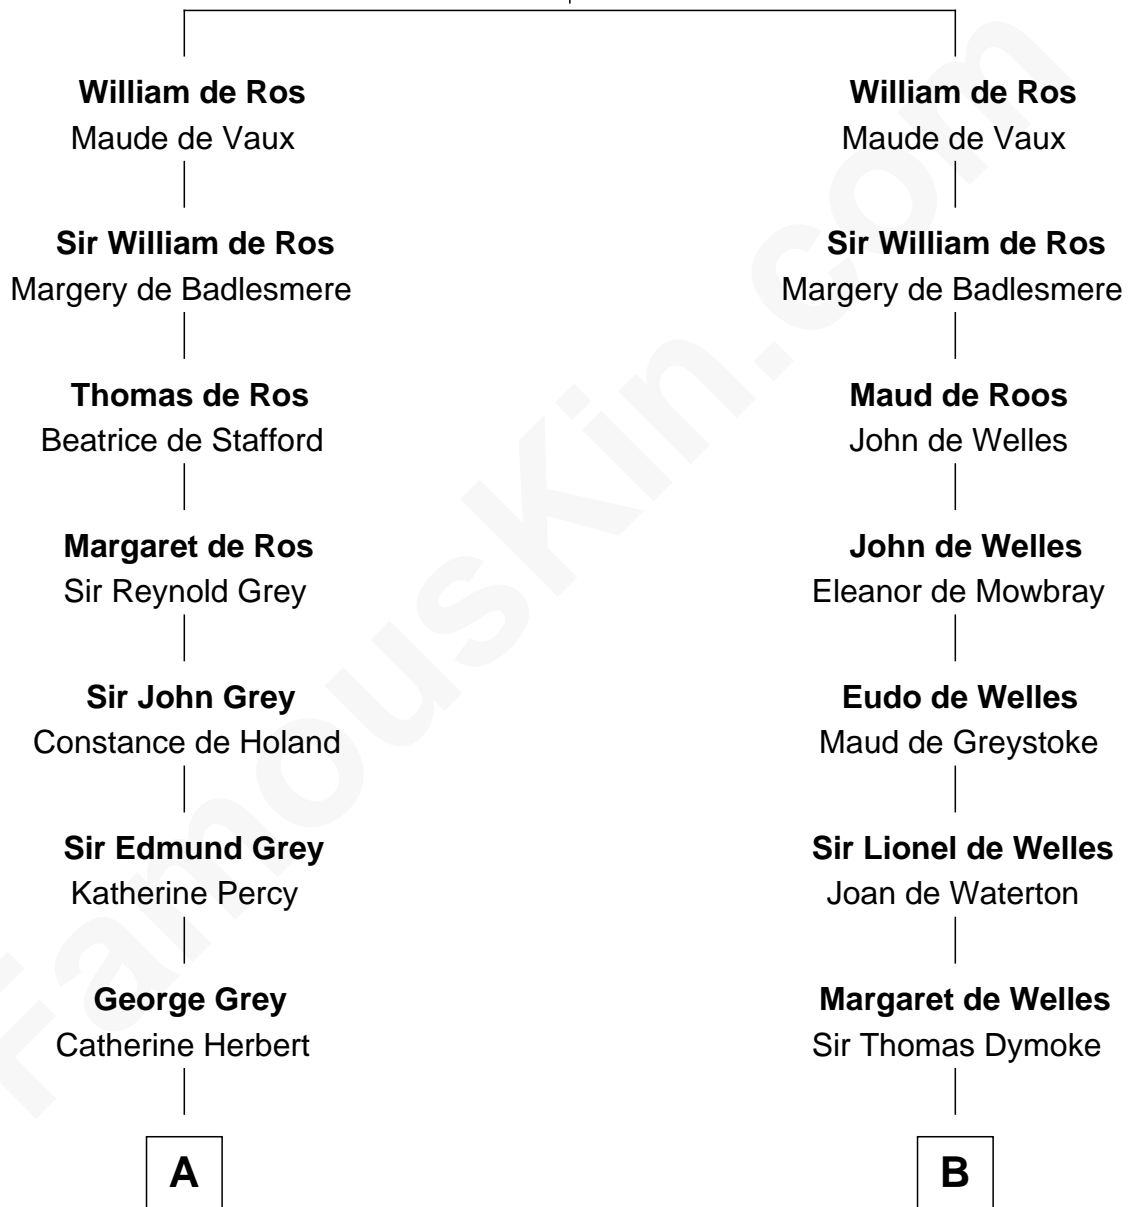 William de Ros
Maude de Vaux
Sir William de Ros
Margery de Badlesmere
Thomas de Ros
Beatrice de Stafford
Margaret de Ros
Sir Reynold Grey
Sir John Grey
Constance de Holand
Sir Edmund Grey
Katherine Percy
George Grey
Catherine Herbert
A
William de Ros
Maude de Vaux
Sir William de Ros
Margery de Badlesmere
Maud de Roos
John de Welles
John de Welles
Eleanor de Mowbray
Eudo de Welles
Maud de Greystoke
Sir Lionel de Welles
Joan de Waterton
Margaret de Welles
Sir Thomas Dymoke
B
FamousKin.com